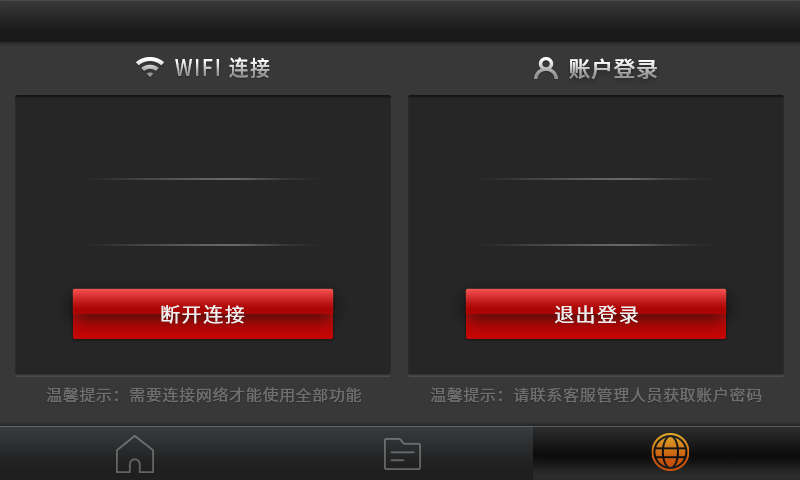 WIFI 连接
账户登录
断开连接
退出登录
温馨提示：需要连接网络才能使用全部功能
温馨提示：请联系客服管理人员获取账户密码